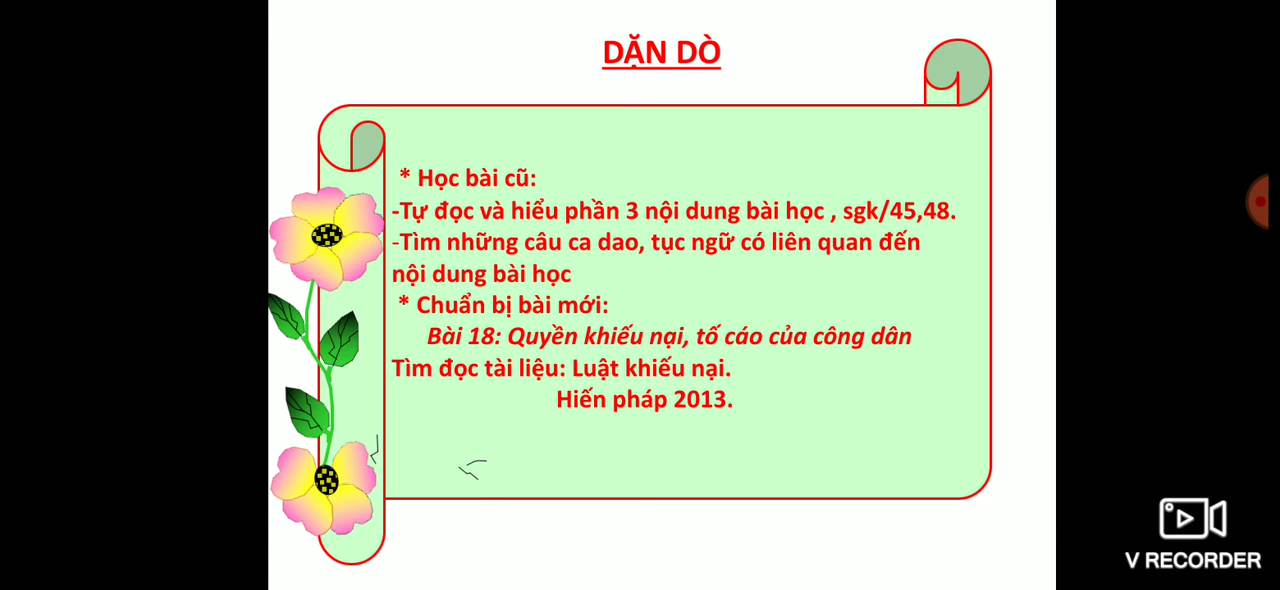 DẶN DÒ
* Học bài cũ:
-Tự đọc và hiểu phần 3 nội dung bài học , sgk/45,48.
-Tìm những câu ca dao, tục ngữ có liên quan đến
nội dung bài học
* Chuẩn bị bài mới:
Bài 18: Quyền khiếu nại, tố cáo của công dân
Tìm đọc tài liệu: Luật khiếu nại.
Hiến pháp 2013.
V RECORDER